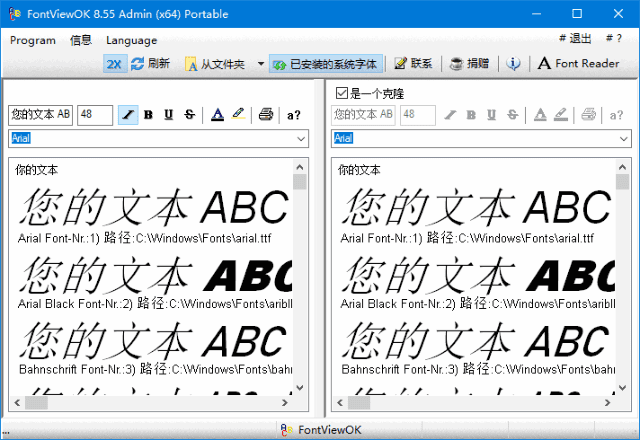 FontViewOK 8.55 Admin (x64) Portable
Program 信息 Language # 退出 # ?
2X 刷新 从文件夹 已安装的系统字体 联系 捐赠 Font Reader
是一个克隆
您的文本 AB 48 I B U S A a? 您的文本 AB 48 I B U S A a?
Arial Arial
你的文本 你的文本
您的文本 ABC 您的文本 ABC
Arial Font-Nr.:1) 路径:C:\Windows\Fonts\arial.ttf Arial Font-Nr.:1) 路径:C:\Windows\Fonts\arial.ttf
您的文本 ABC 您的文本 ABC
Arial Black Font-Nr.:2) 路径:C:\Windows\Fonts\aribl Arial Black Font-Nr.:2) 路径:C:\Windows\Fonts\aribl
您的文本 ABC 您的文本 ABC
Bahnschrift Font-Nr.:3) 路径:C:\Windows\Fonts\bahn Bahnschrift Font-Nr.:3) 路径:C:\Windows\Fonts\bahn
... FontViewOK